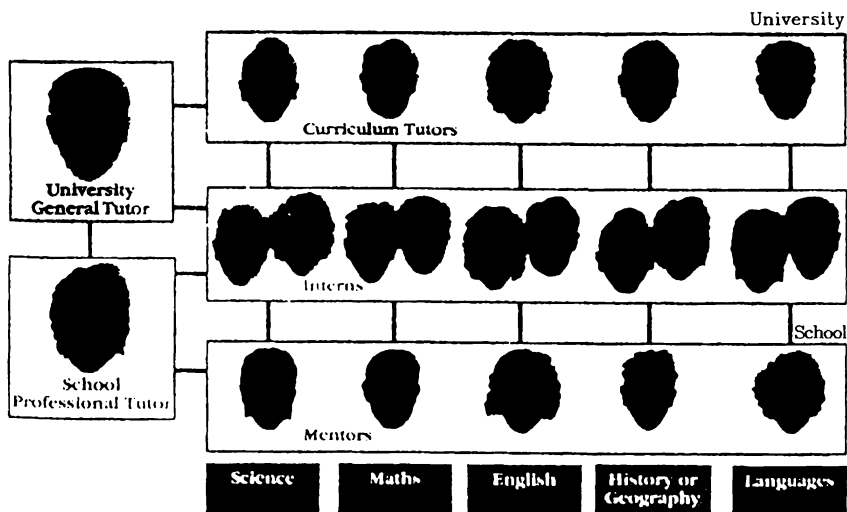 University
Curriculum Tutors
University
General Tutor
Interns
School
School
Professional Tutor
Mentors
Science
Maths
English
History or
Geography
Languages